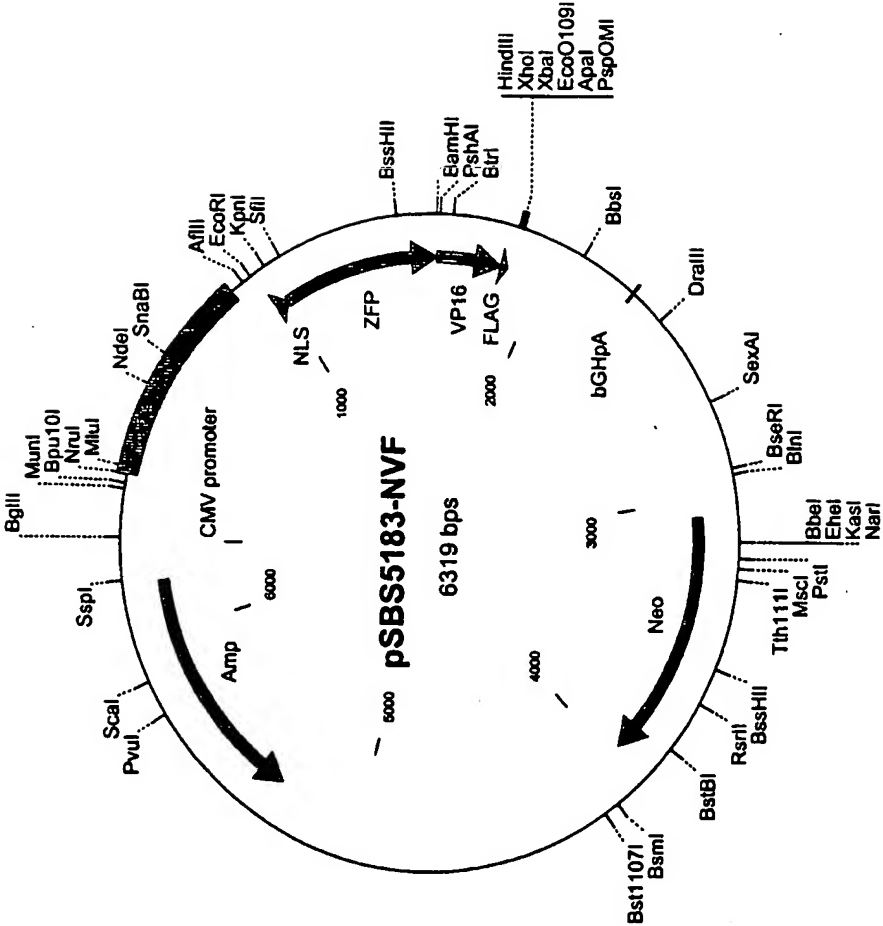 BglII
MunI
Bpu10I
NruI
MluI
NdeI
SnaBI
AflII
EcoRI
KpnI
SfiI
BssHII
BamHI
PshAI
BtrI
HindIII
XhoI
XbaI
EcoO109I
ApaI
PspOMI
BbsI
DraIII
SexAI
BseRI
BlnI
BbeI
EheI
KasI
NarI
PstI
MscI
Tth111I
BssHII
RsrII
BstBI
BsmI
Bst1107I
PvuI
ScaI
SspI
CMV promoter
NLS
ZFP
VP16
FLAG
bGHpA
Neo
Amp
1000
2000
3000
4000
5000
6000
pSBS5183-NVF
6319 bps